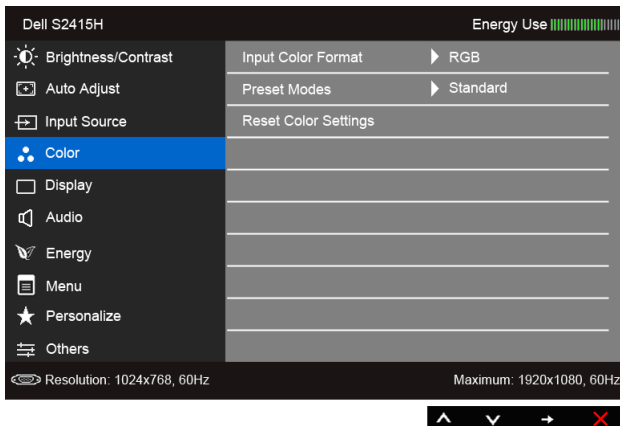 Dell S2415H Energy Use
Brightness/Contrast Input Color Format RGB
Auto Adjust Preset Modes Standard
Input Source Reset Color Settings
Color
Display
Audio
Energy
Menu
Personalize
Others
Resolution: 1024x768, 60Hz Maximum: 1920x1080, 60Hz